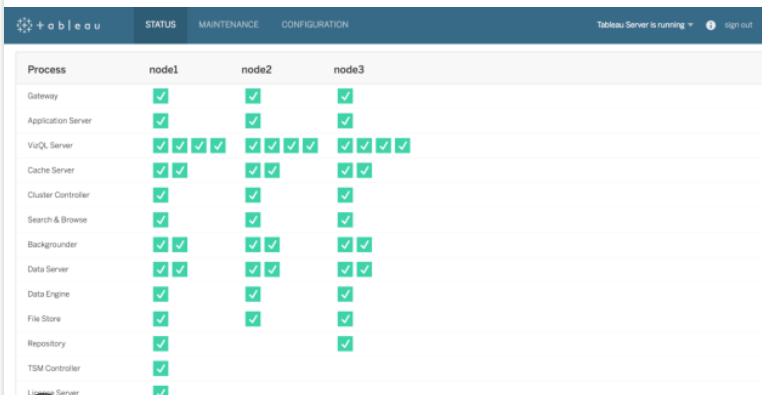 + a b | e a u STATUS MAINTENANCE CONFIGURATION Tableau Server is running sign out
Process node1 node2 node3
Gateway
Application Server
VizQL Server
Cache Server
Cluster Controller
Search & Browse
Backgrounder
Data Server
Data Engine
File Store
Repository
TSM Controller
License Server